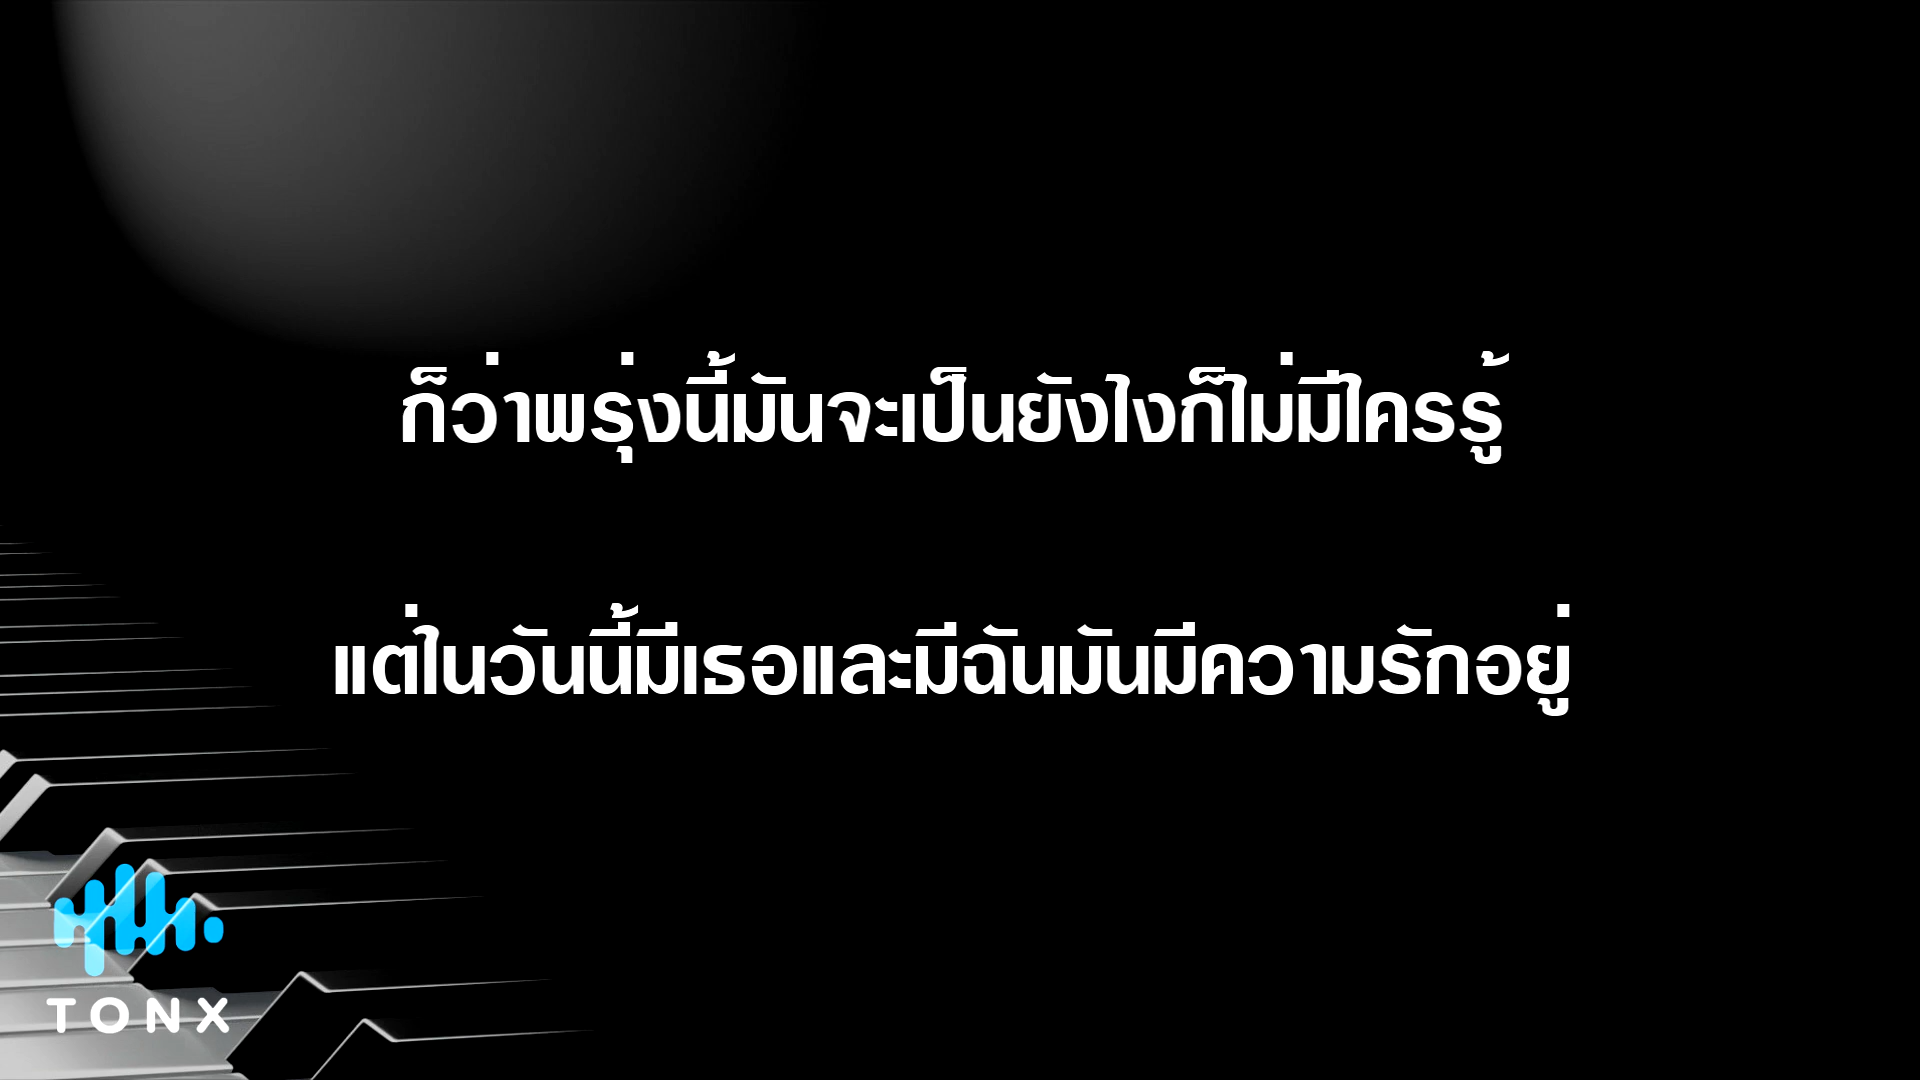 ก็ว่าพรุ่งนี้มันจะเป็นยังไงก็ไม่มีใครรู้
แต่ในวันนี้มีเธอและมีฉันมันมีความรักอยู่
TONX